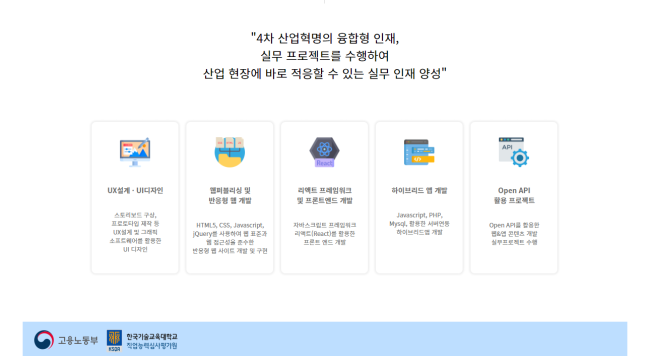 "4차 산업혁명의 융합형 인재,
실무 프로젝트를 수행하여
산업 현장에 바로 적응할 수 있는 실무 인재 양성"
UX설계 · UI디자인
스토리보드 구성,
프로토타입 제작 등
UX설계 및 그래픽
소프트웨어를 활용한
UI 디자인
웹퍼블리싱 및
반응형 웹 개발
HTML5, CSS, Javascript,
jQuery를 사용하여 웹 표준과
웹 접근성을 준수한
반응형 웹 사이트 개발 및 구현
React
리액트 프레임워크
및 프론트엔드 개발
자바스크립트 프레임워크
리액트(React)를 활용한
프론트 엔드 개발
하이브리드 앱 개발
Javascript, PHP,
Mysql, 활용한 서버연동
하이브리드앱 개발
API
Open API
활용 프로젝트
Open API를 활용한
웹&앱 콘텐츠 개발
실무프로젝트 수행
고용노동부
한국기술교육대학교
직업능력심사평가원